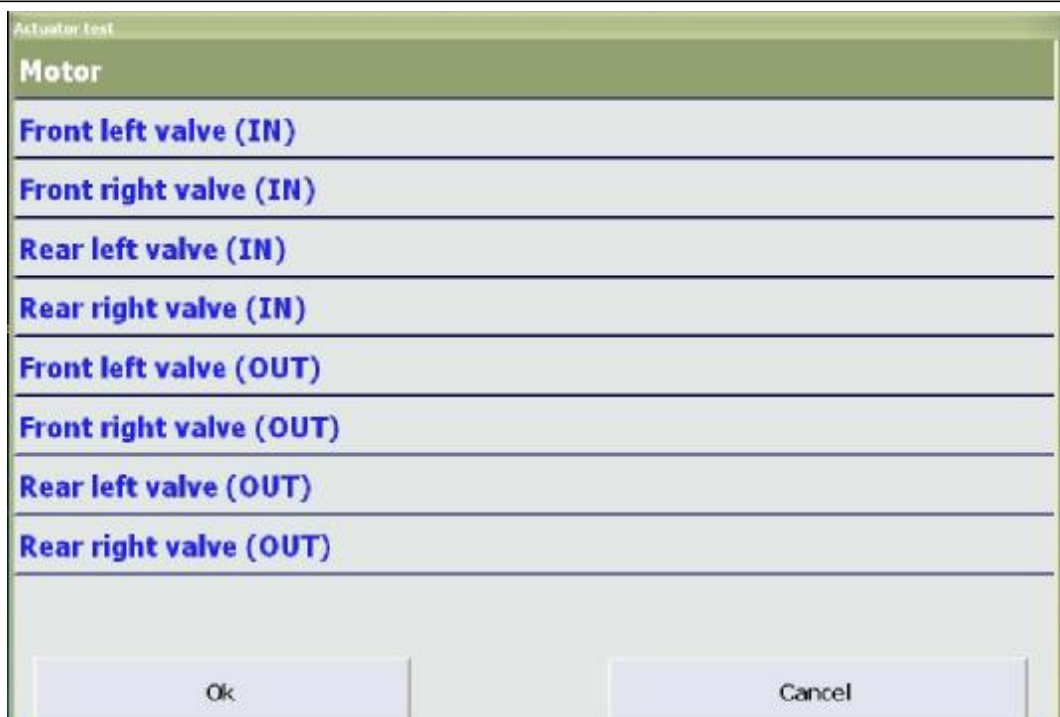 Actuator test
Motor
Front left valve (IN)
Front right valve (IN)
Rear left valve (IN)
Rear right valve (IN)
Front left valve (OUT)
Front right valve (OUT)
Rear left valve (OUT)
Rear right valve (OUT)
Ok
Cancel